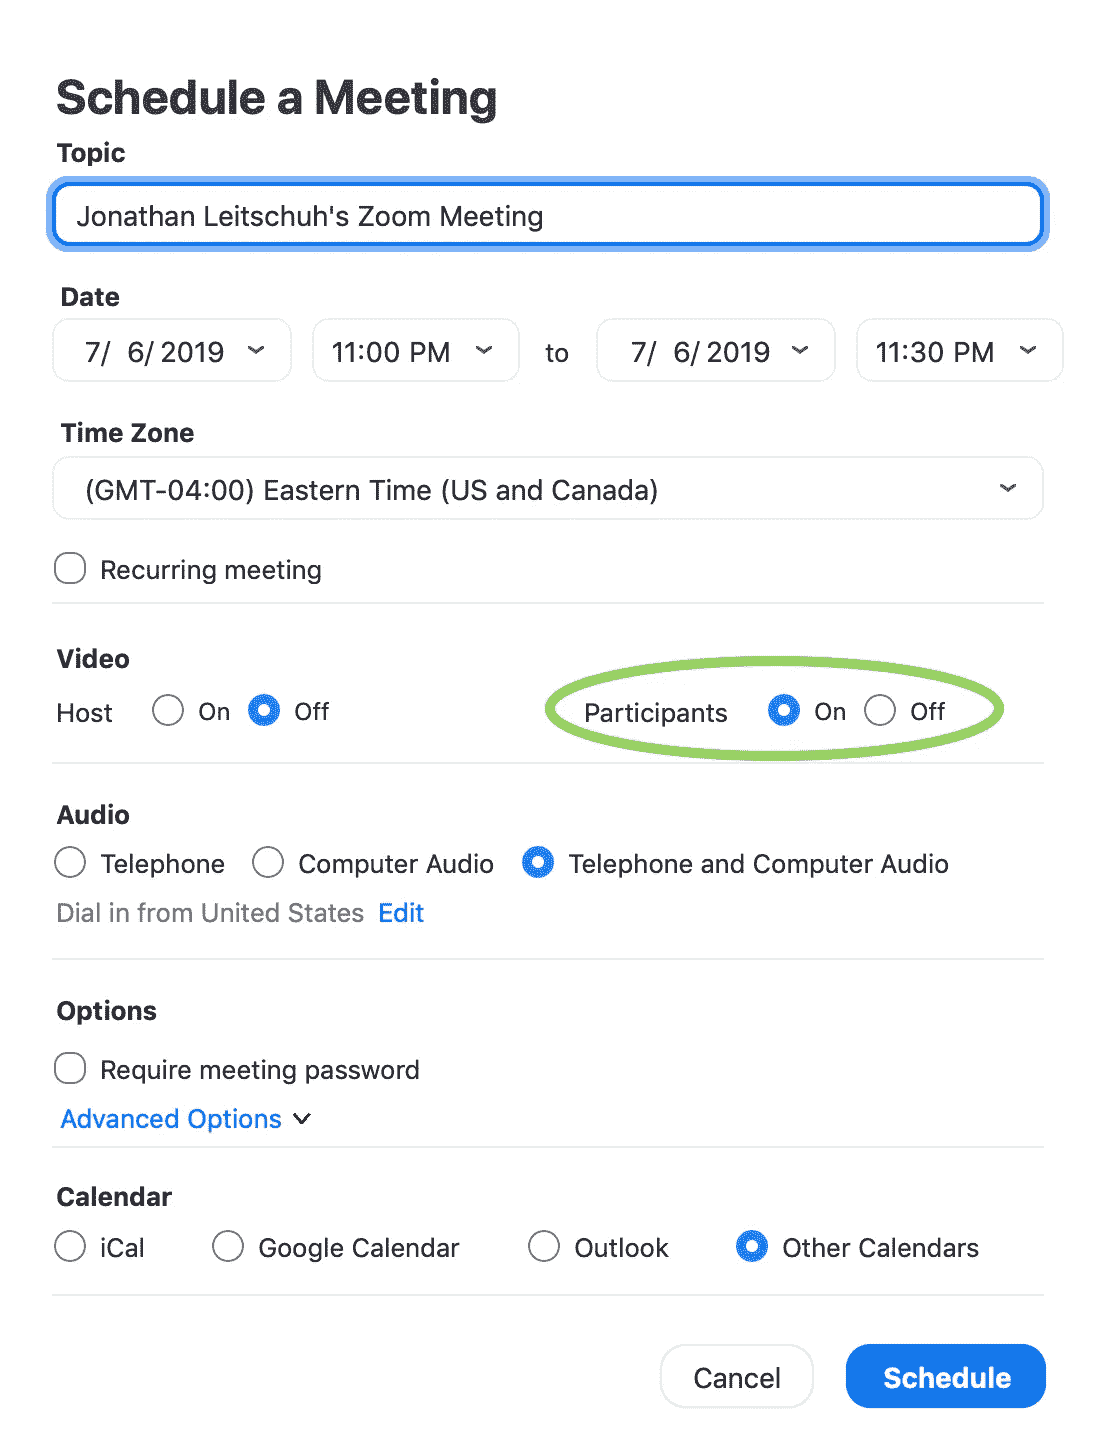 Schedule a Meeting
Topic
Jonathan Leitschuh's Zoom Meeting
Date
7/ 6/ 2019 11:00 PM to 7/ 6/ 2019 11:30 PM
Time Zone
(GMT-04:00) Eastern Time (US and Canada)
Recurring meeting
Video
Host On Off Participants On Off
Audio
Telephone Computer Audio Telephone and Computer Audio
Dial in from United States Edit
Options
Require meeting password
Advanced Options
Calendar
iCal Google Calendar Outlook Other Calendars
Cancel Schedule